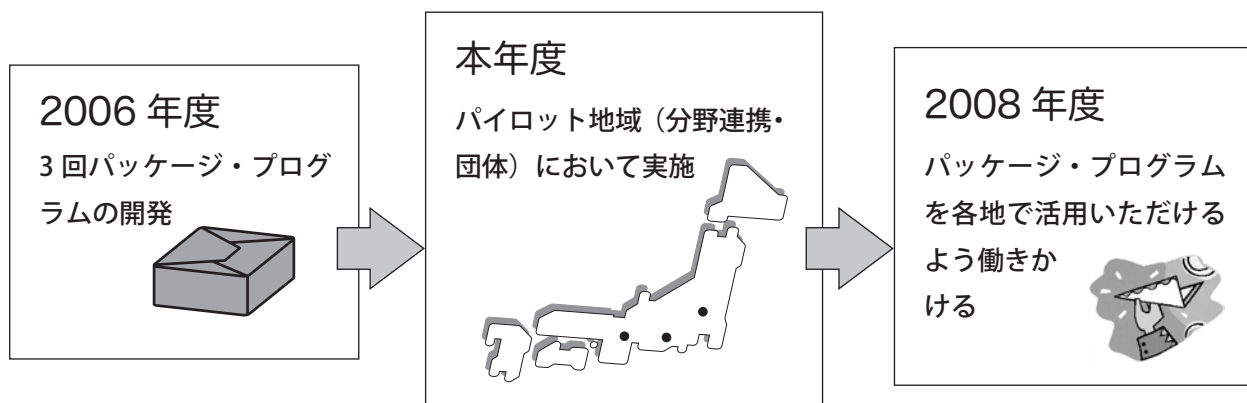 2006 年度
3 回パッケージ・プログ
ラムの開発
本年度
パイロット地域（分野連携・
団体）において実施
2008 年度
パッケージ・プログラム
を各地で活用いただける
よう働きか
ける